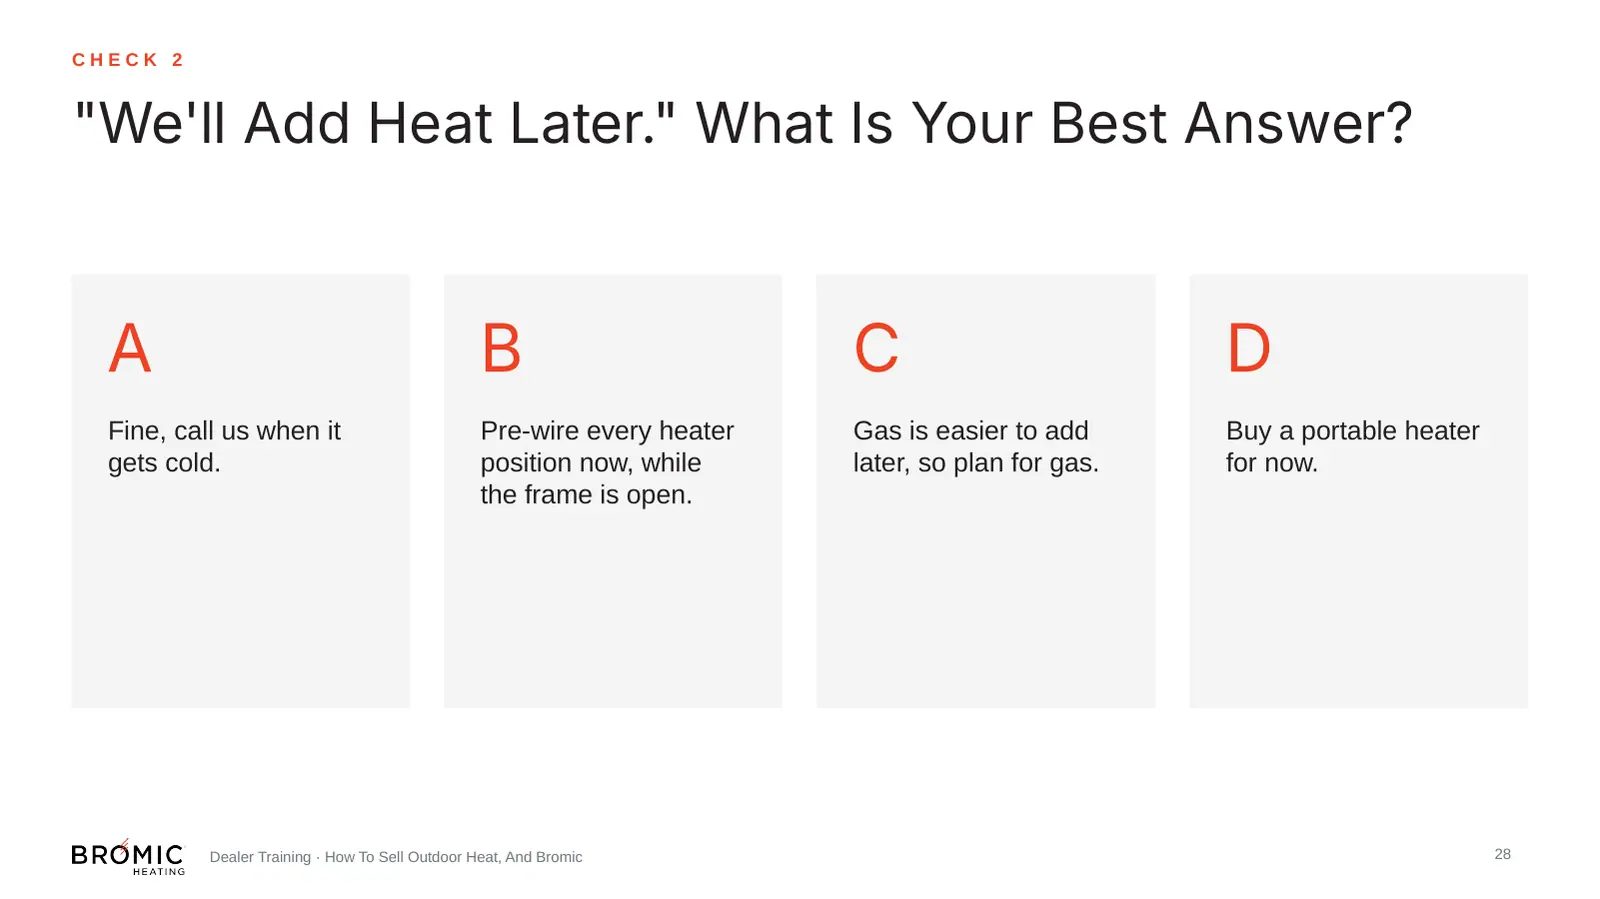 CHECK 2
"We'll Add Heat Later." What Is Your Best Answer?
A
Fine, call us when it
gets cold.
B
Pre-wire every heater
position now, while
the frame is open.
C
Gas is easier to add
later, so plan for gas.
D
Buy a portable heater
for now.
BROMIC
HEATING
Dealer Training · How To Sell Outdoor Heat, And Bromic
28